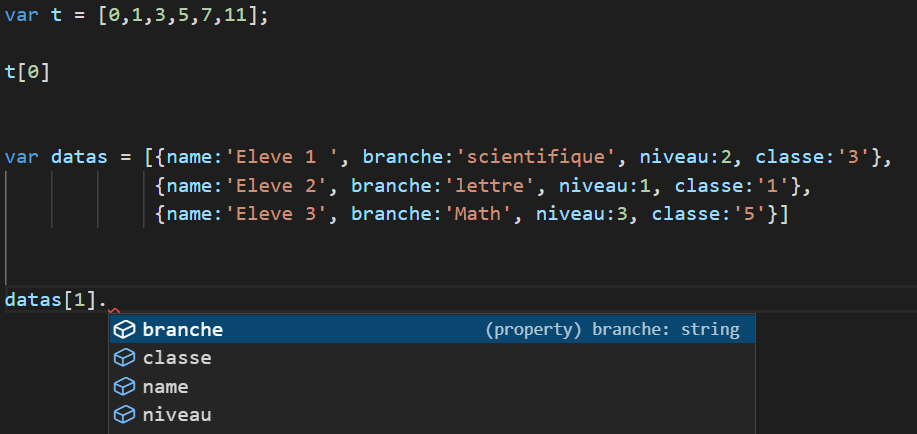 var t = [0,1,3,5,7,11];
t[0]
var datas = [{name:'Eleve 1 ', branche:'scientifique', niveau:2, classe:'3'},
{name:'Eleve 2', branche:'lettre', niveau:1, classe:'1'},
{name:'Eleve 3', branche:'Math', niveau:3, classe:'5'}]
datas[1].
branche (property) branche: string
classe
name
niveau